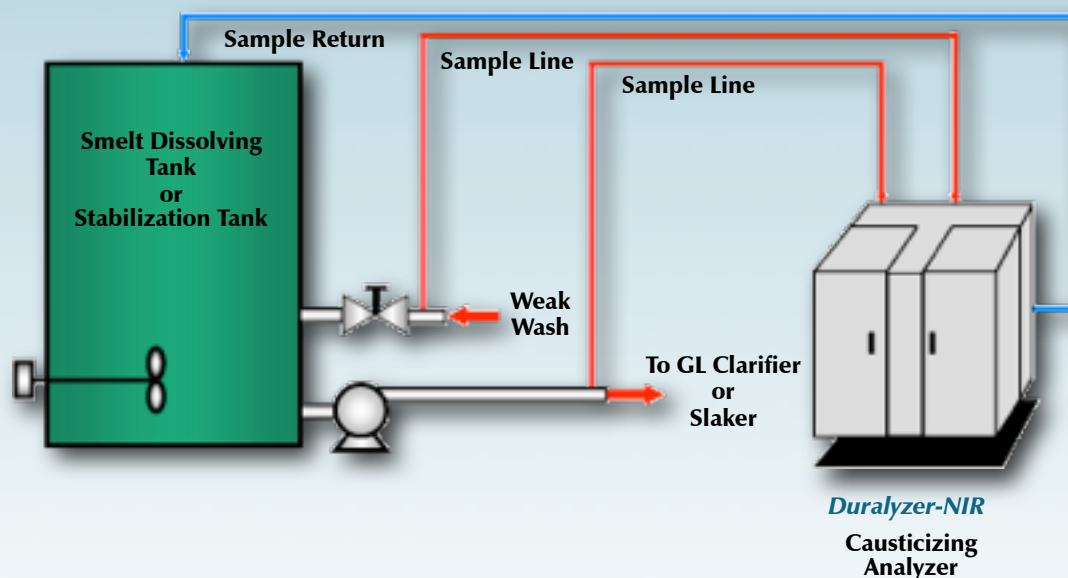 Sample Return
Sample Line
Sample Line
Smelt Dissolving
Tank
or
Stabilization Tank
Weak
Wash
To GL Clarifier
or
Slaker
Duralyzer-NIR
Causticizing
Analyzer